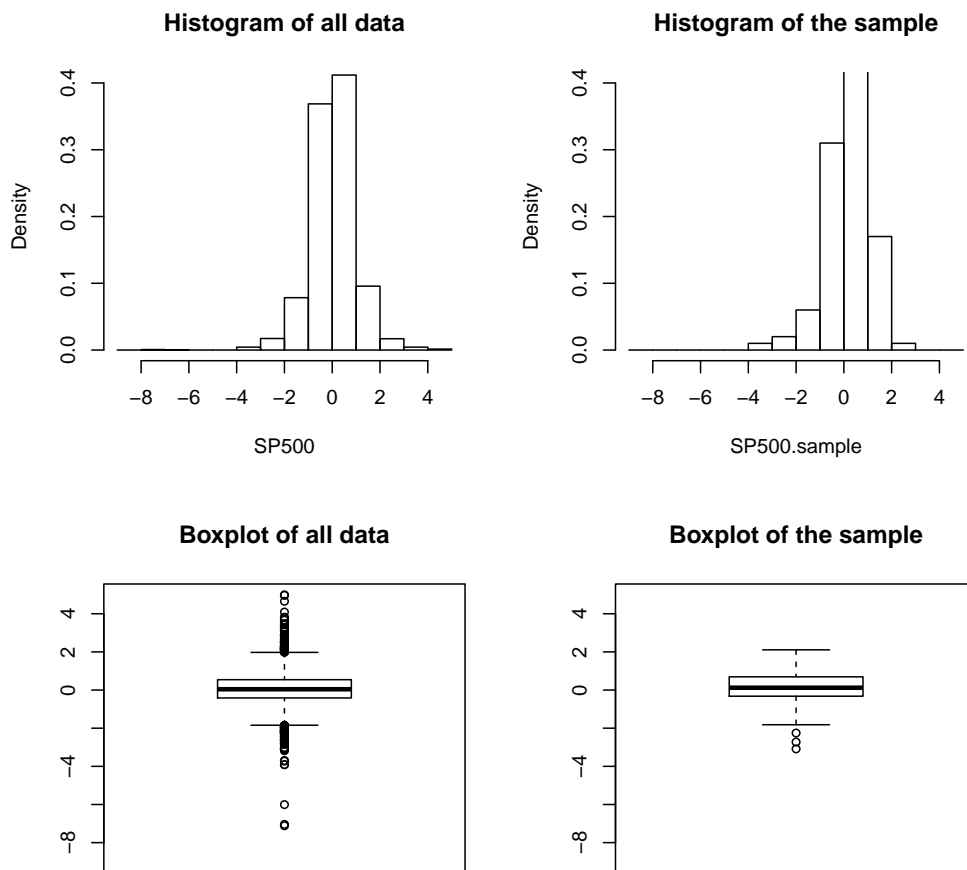 Histogram of all data
Density
0.0 0.1 0.2 0.3 0.4
−8 −6 −4 −2 0 2 4
SP500
Histogram of the sample
Density
0.0 0.1 0.2 0.3 0.4
−8 −6 −4 −2 0 2 4
SP500.sample
Boxplot of all data
−8 −4 0 2 4
Boxplot of the sample
−8 −4 0 2 4